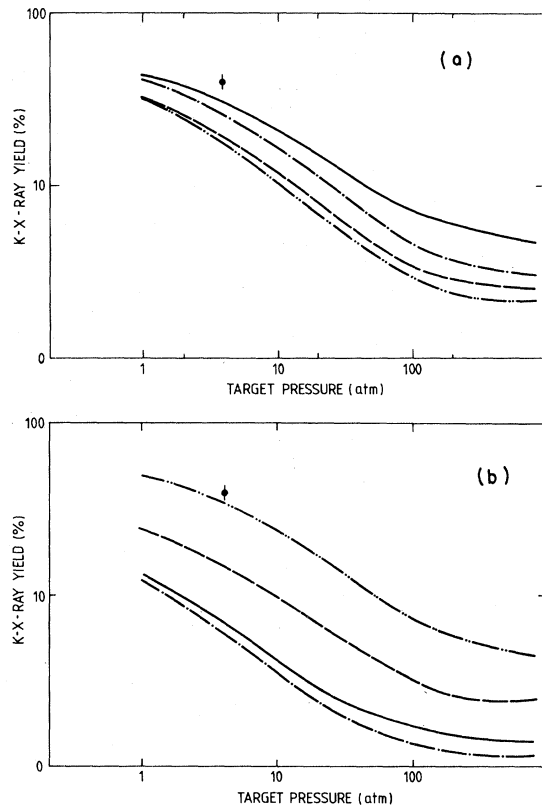 100
(a)
K-X-RAY YIELD (%)
10
0
1
10
100
TARGET PRESSURE (atm)
100
(b)
K-X-RAY YIELD (%)
10
0
1
10
100
TARGET PRESSURE (atm)